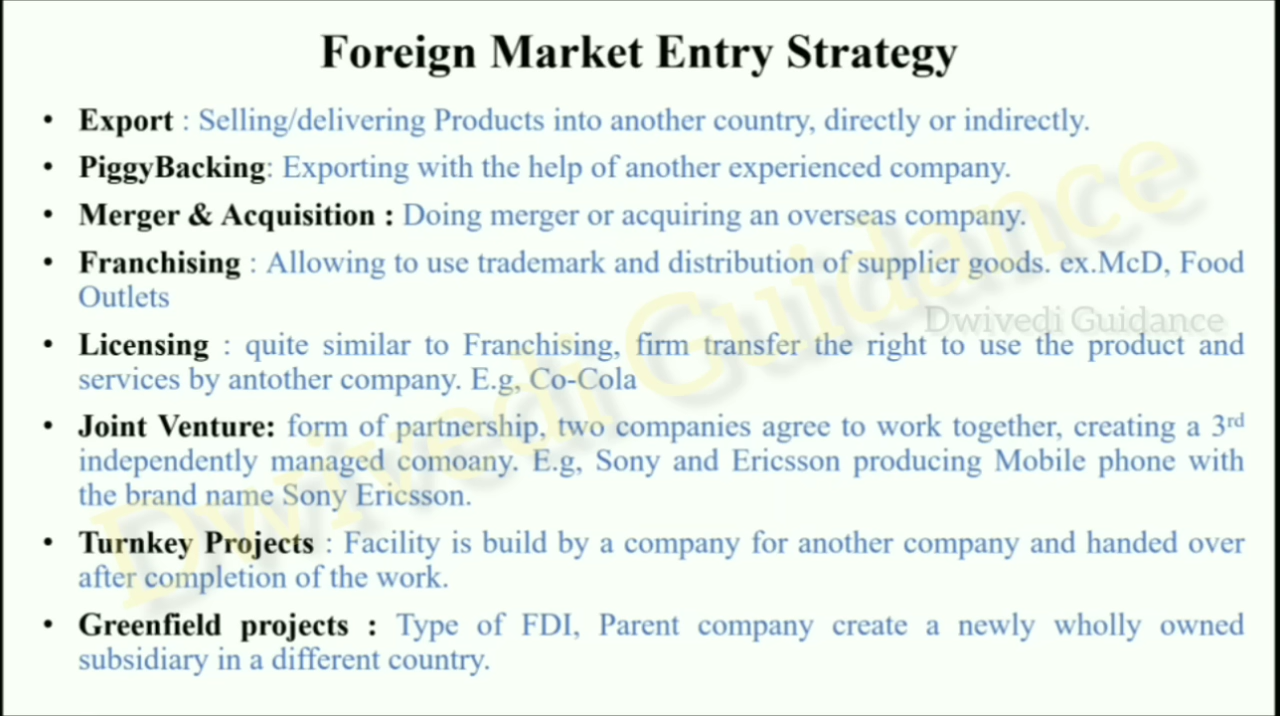 Foreign Market Entry Strategy
• Export : Selling/delivering Products into another country, directly or indirectly.
• PiggyBacking: Exporting with the help of another experienced company.
• Merger & Acquisition : Doing merger or acquiring an overseas company.
• Franchising : Allowing to use trademark and distribution of supplier goods. ex.McD, Food
Outlets
Dwivedi Guidance
• Licensing : quite similar to Franchising, firm transfer the right to use the product and
services by antother company. E.g, Co-Cola
• Joint Venture: form of partnership, two companies agree to work together, creating a 3rd
independently managed comoany. E.g, Sony and Ericsson producing Mobile phone with
the brand name Sony Ericsson.
• Turnkey Projects : Facility is build by a company for another company and handed over
after completion of the work.
• Greenfield projects : Type of FDI, Parent company create a newly wholly owned
subsidiary in a different country.
Dwivedi Guidance